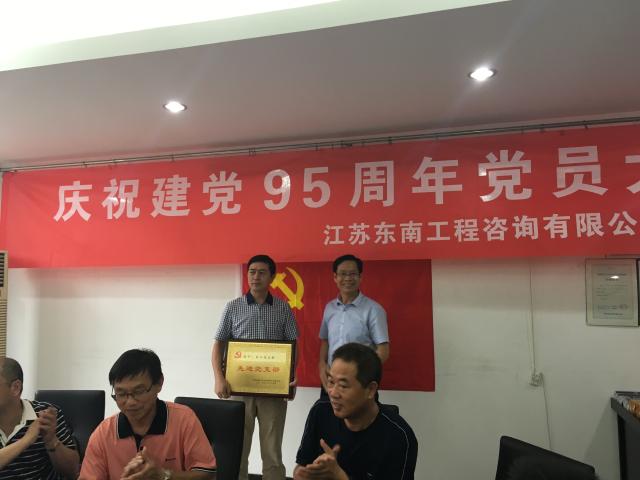 庆祝建党95周年党员大
江苏东南工程咨询有限公
先进党支部